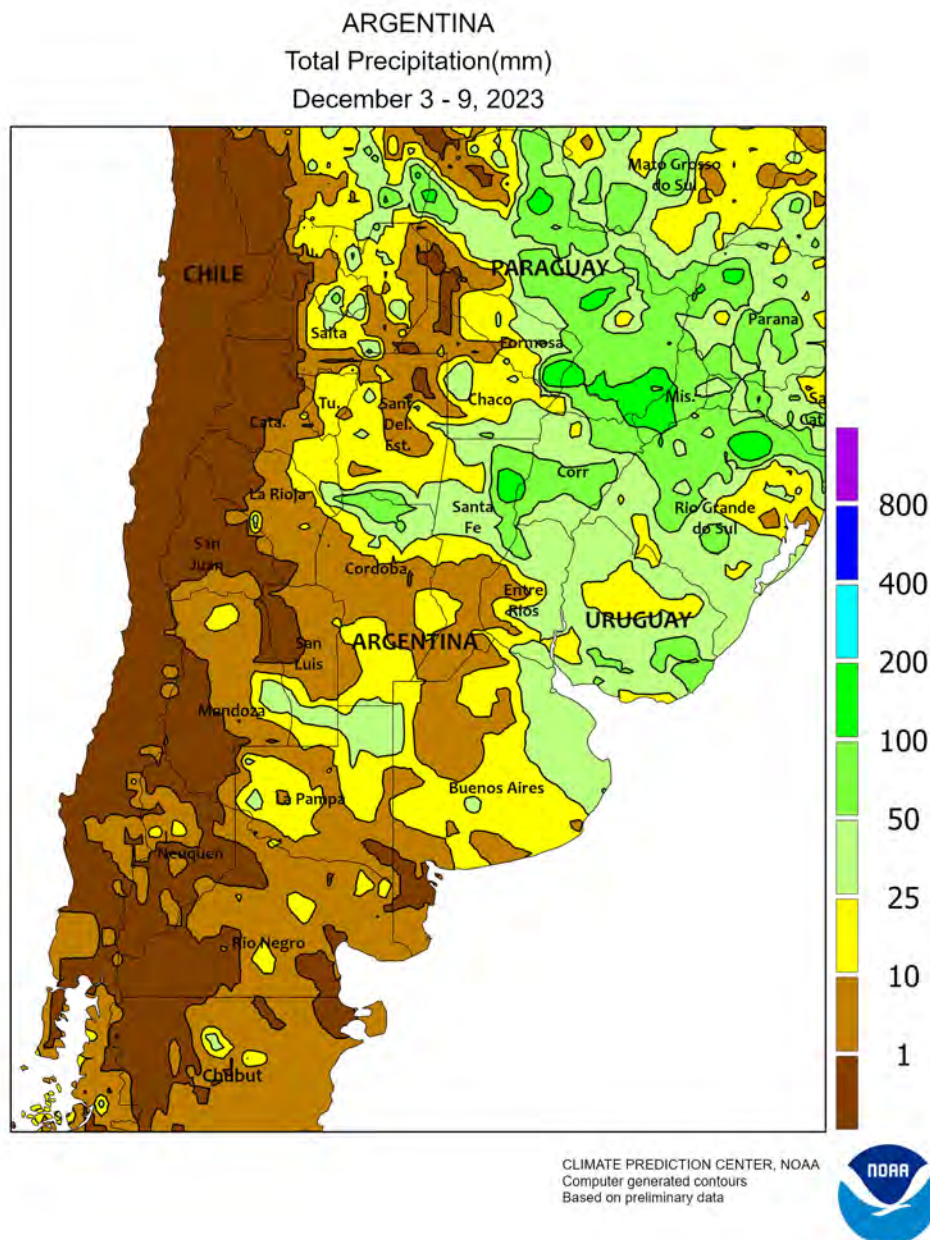 ARGENTINA
Total Precipitation(mm)
December 3 - 9, 2023
Mato Grosso
do Sul
Ju.
CHILE
PARAGUAY
Salta
Formosa
Parana
Tu.
Sant.
Del.
Est.
Chaco
Mis.
Cata.
La Rioja
Corr
Santa
Fe
Rio Grande
do Sul
San
Juan
Cordoba
Entre
Rios
URUGUAY
ARGENTINA
San
Luis
Mendoza
La Pampa
Buenos Aires
Neuquen
Rio Negro
Chubut
800
400
200
100
50
25
10
1
CLIMATE PREDICTION CENTER, NOAA
Computer generated contours
Based on preliminary data
NOAA